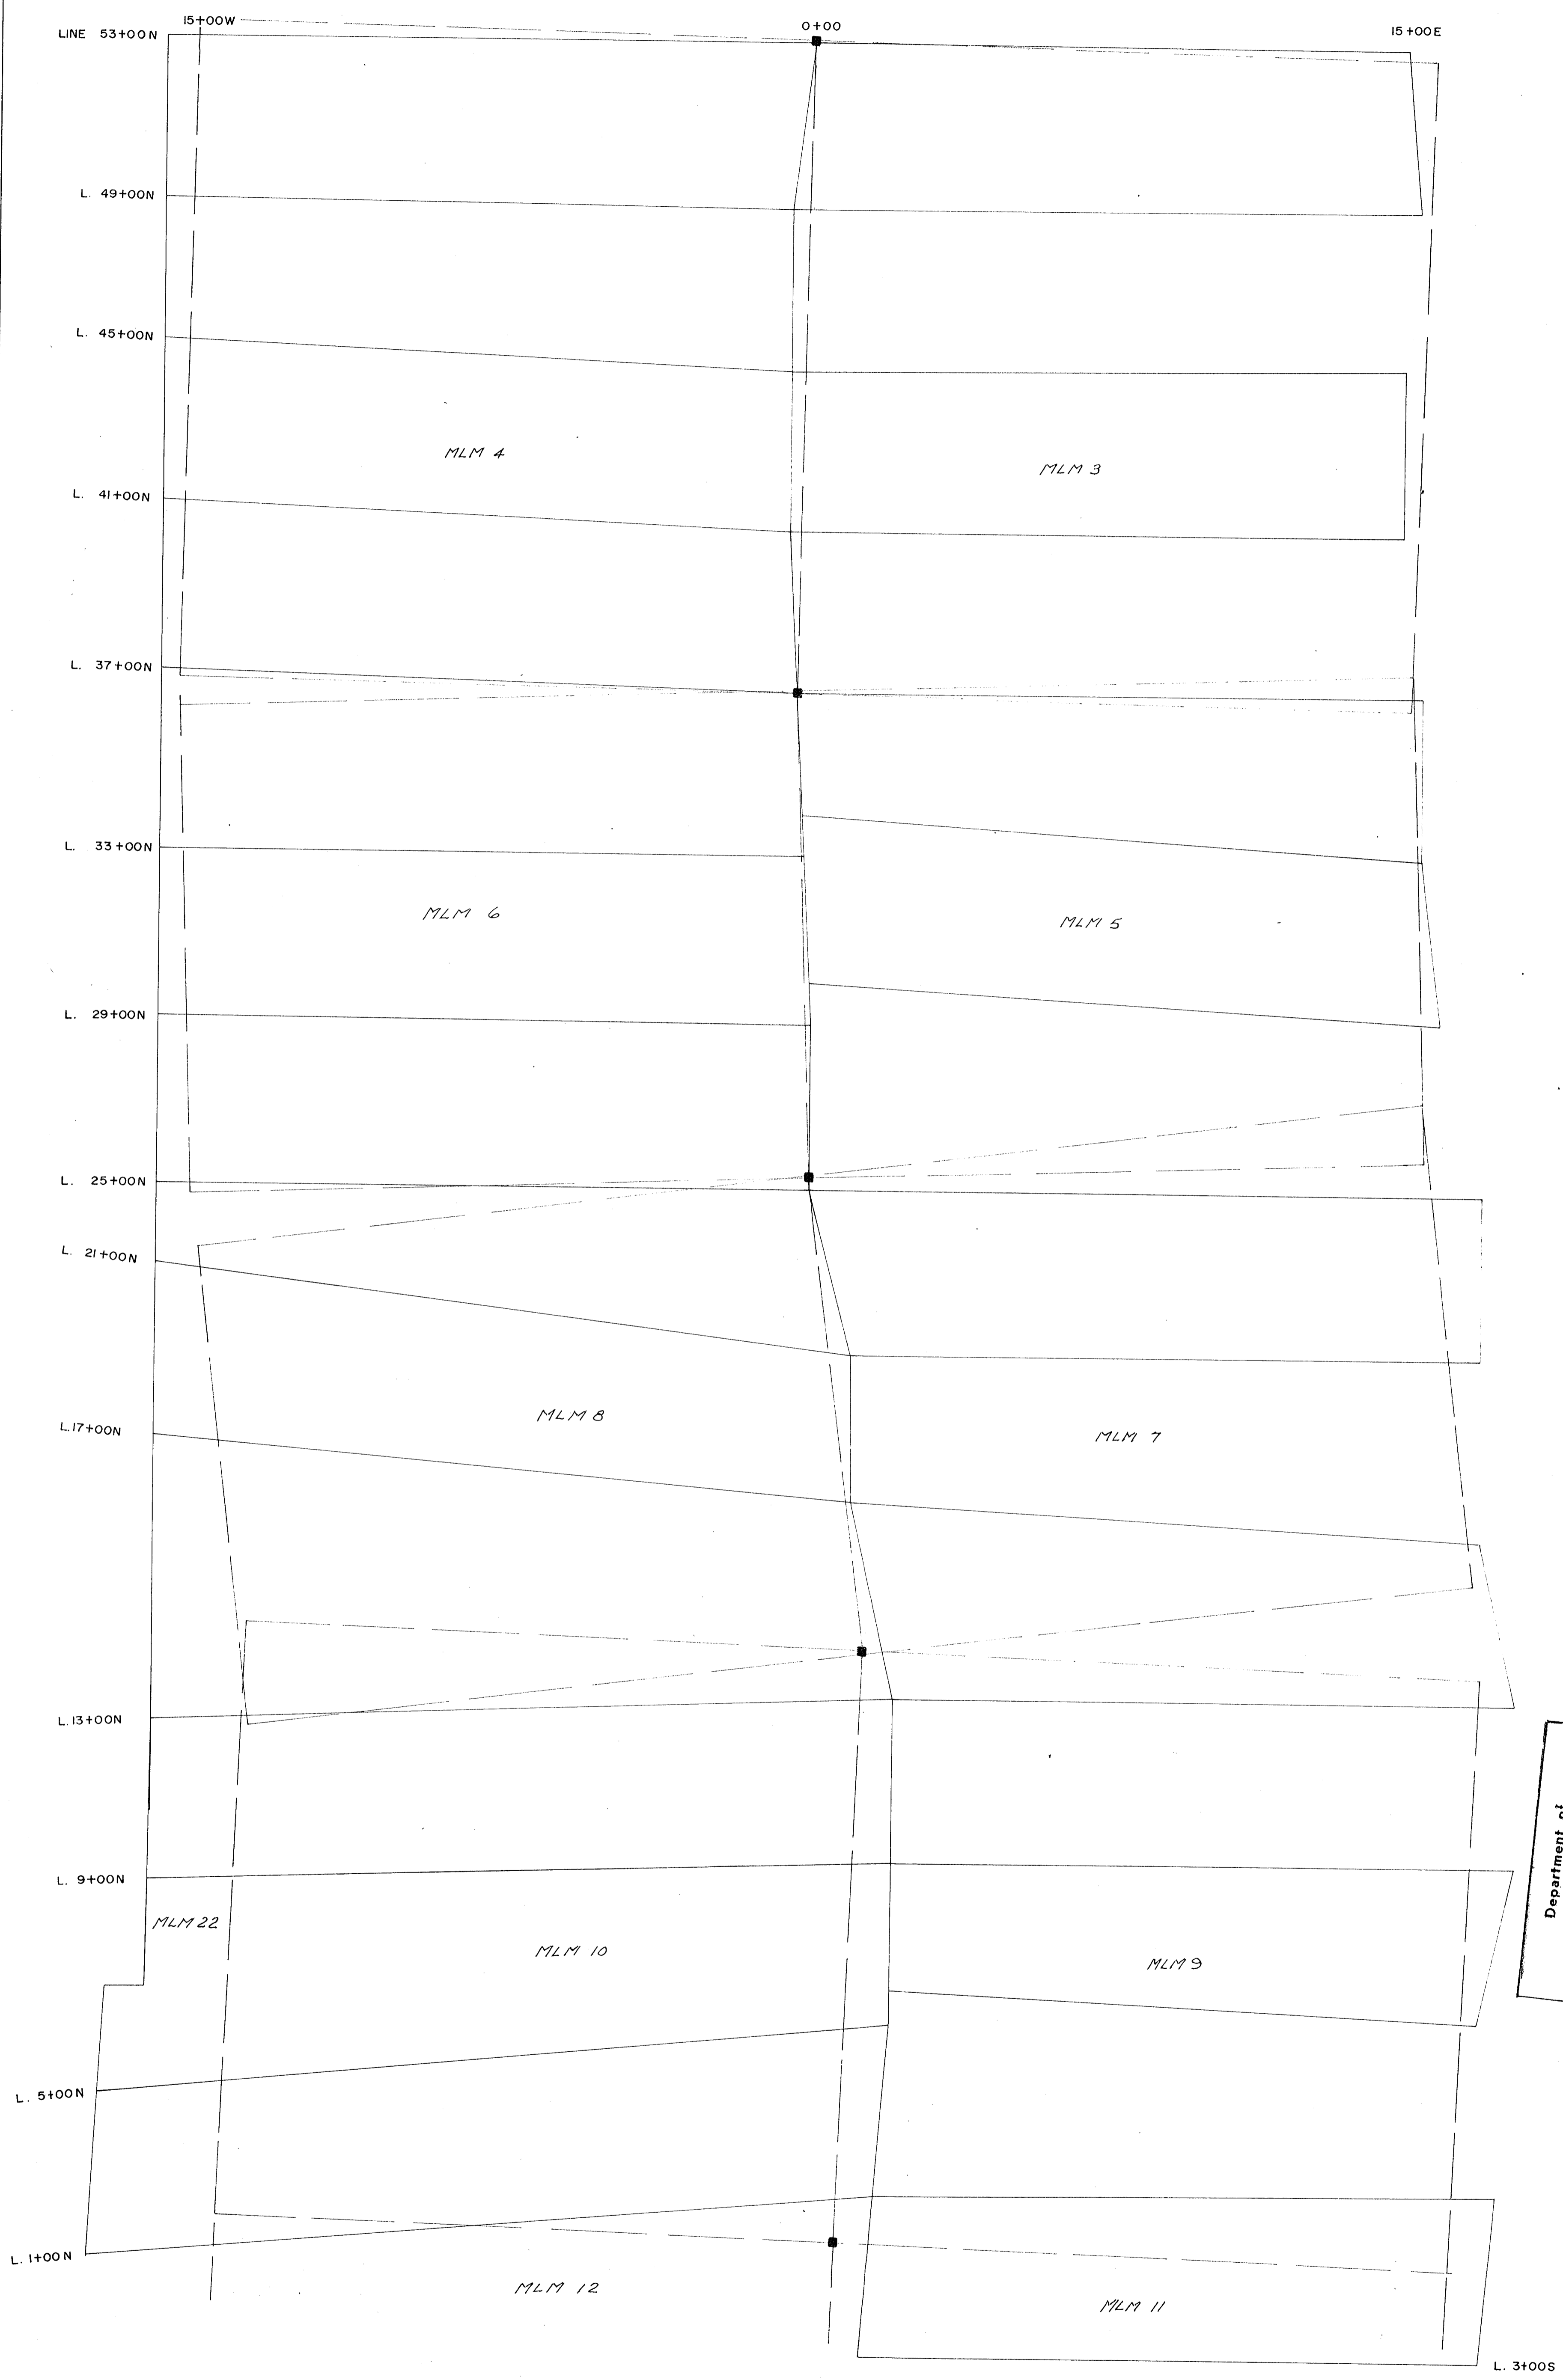 15+00W
0+00
15+00E
LINE 53+00N
L. 49+00N
L. 45+00N
MLM 4
MLM 3
L. 41+00N
L. 37+00N
L. 33+00N
MLM 6
MLM 5
L. 29+00N
L. 25+00N
L. 21+00N
MLM 8
L.17+00N
MLM 7
L.13+00N
L. 9+00N
MLM 22
MLM 10
MLM 9
Department of
L. 5+00N
L. 1+00N
MLM 12
MLM 11
L. 3+00S